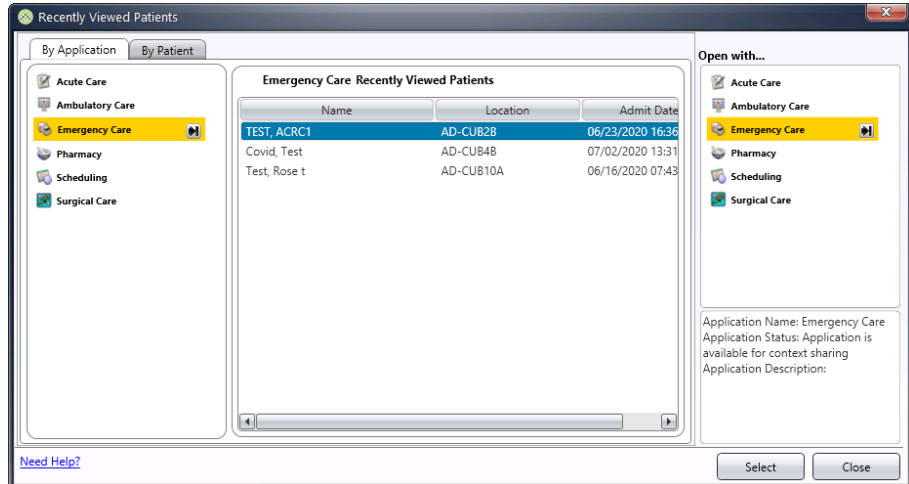 Recently Viewed Patients
By Application
By Patient
Acute Care
Ambulatory Care
Emergency Care
Pharmacy
Scheduling
Surgical Care
Emergency Care Recently Viewed Patients
Name Location Admit Date
TEST, ACRC1 AD-CUB2B 06/23/2020 16:36
Covid, Test AD-CUB4B 07/02/2020 13:31
Test, Rose t AD-CUB10A 06/16/2020 07:43
Open with...
Acute Care
Ambulatory Care
Emergency Care
Pharmacy
Scheduling
Surgical Care
Application Name: Emergency Care
Application Status: Application is
available for context sharing
Application Description:
Need Help?
Select
Close